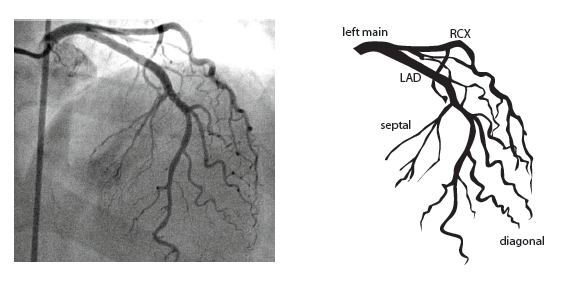 left main
RCX
LAD
septal
diagonal